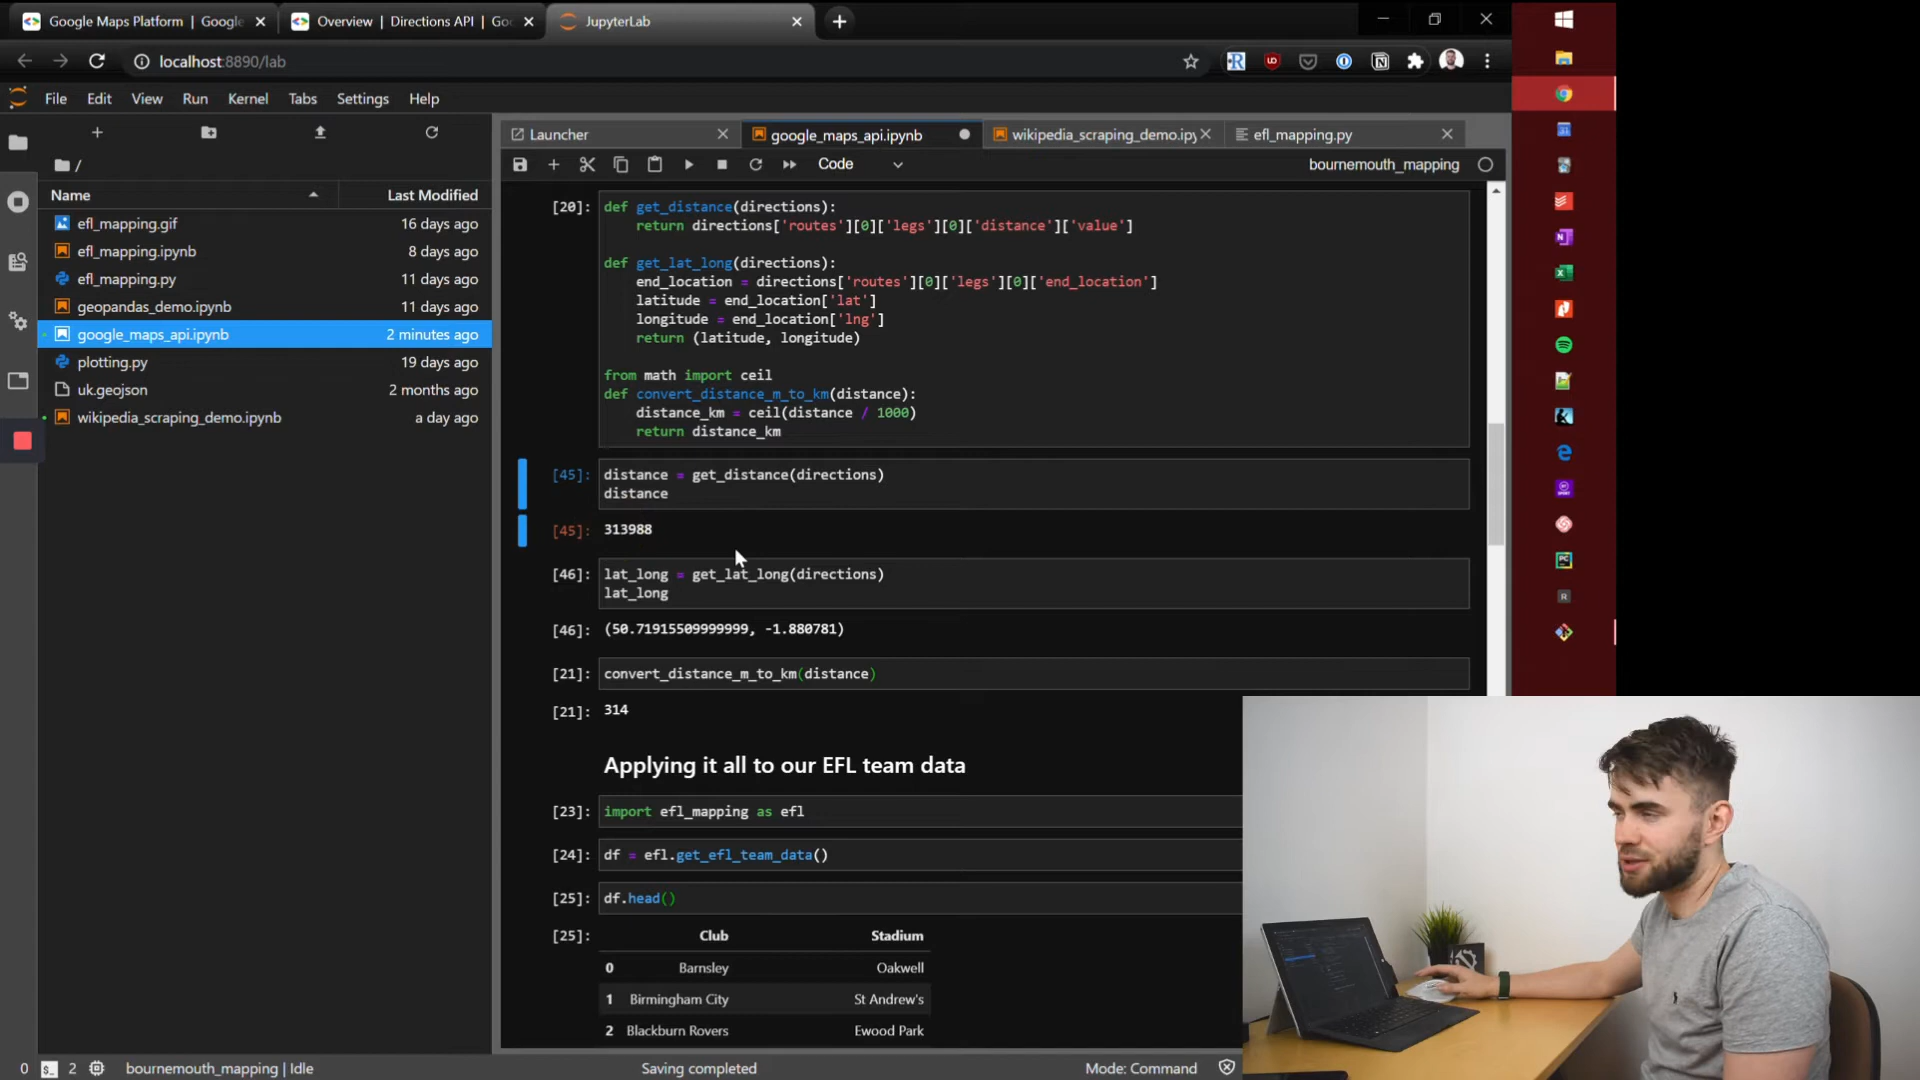 Google Maps Platform | Google
Overview | Directions API | Go
JupyterLab
localhost:8890/lab
File Edit View Run Kernel Tabs Settings Help
Launcher
google_maps_api.ipynb
wikipedia_scraping_demo.ipy
efl_mapping.py
Code
bournemouth_mapping
/
Name Last Modified
efl_mapping.gif 16 days ago
efl_mapping.ipynb 8 days ago
efl_mapping.py 11 days ago
geopandas_demo.ipynb 11 days ago
google_maps_api.ipynb 2 minutes ago
plotting.py 19 days ago
uk.geojson 2 months ago
wikipedia_scraping_demo.ipynb a day ago
[20]: def get_distance(directions):
return directions['routes'][0]['legs'][0]['distance']['value']
def get_lat_long(directions):
end_location = directions['routes'][0]['legs'][0]['end_location']
latitude = end_location['lat']
longitude = end_location['lng']
return (latitude, longitude)
from math import ceil
def convert_distance_m_to_km(distance):
distance_km = ceil(distance / 1000)
return distance_km
[45]: distance = get_distance(directions)
distance
[45]: 313988
[46]: lat_long = get_lat_long(directions)
lat_long
[46]: (50.71915509999999, -1.880781)
[21]: convert_distance_m_to_km(distance)
[21]: 314
Applying it all to our EFL team data
[23]: import efl_mapping as efl
[24]: df = efl.get_efl_team_data()
[25]: df.head()
[25]: Club Stadium
0 Barnsley Oakwell
1 Birmingham City St Andrew's
2 Blackburn Rovers Ewood Park
0 2 bournemouth_mapping | Idle
Saving completed
Mode: Command